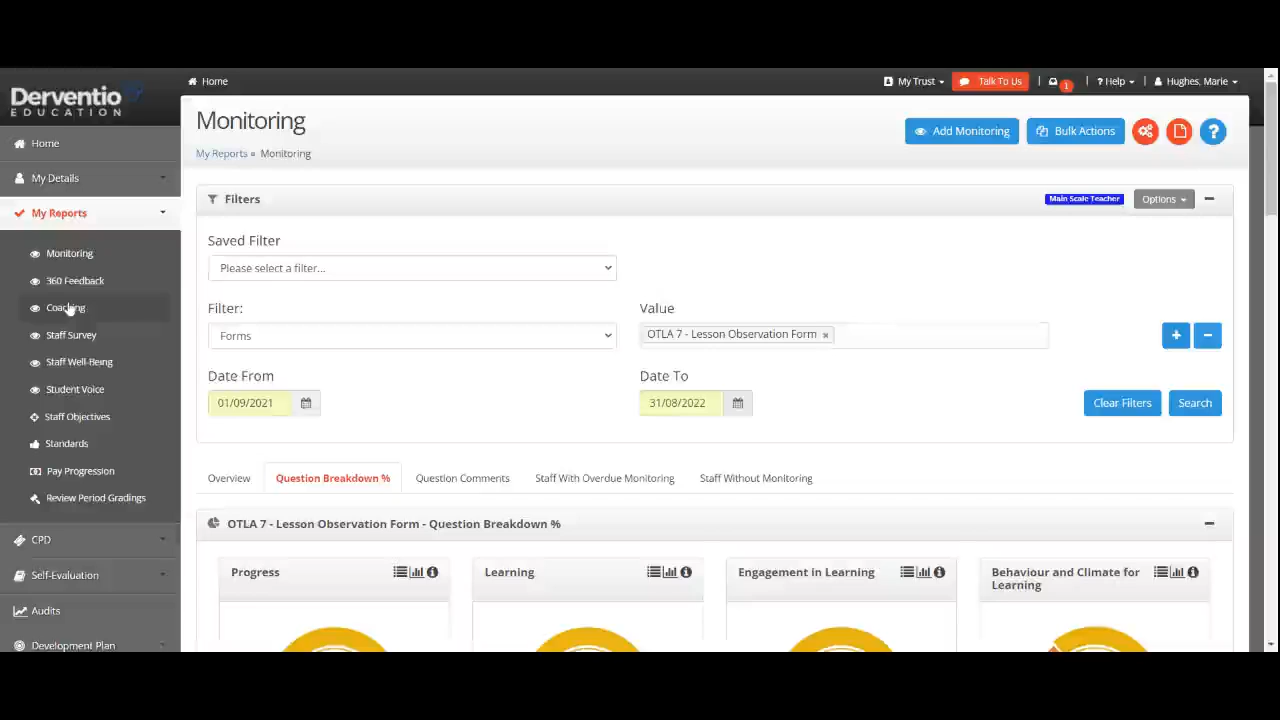 Derventio
EDUCATION
Home
My Trust
Talk To Us
1
? Help
Hughes, Marie
Home
My Details
My Reports
Monitoring
360 Feedback
Coaching
Staff Survey
Staff Well-Being
Student Voice
Staff Objectives
Standards
Pay Progression
Review Period Gradings
CPD
Self-Evaluation
Audits
Development Plan
Monitoring
My Reports » Monitoring
Add Monitoring
Bulk Actions
?
Filters
Main Scale Teacher
Options
Saved Filter
Please select a filter...
Filter:
Value
Forms
OTLA 7 - Lesson Observation Form ×
Date From
Date To
01/09/2021
31/08/2022
Clear Filters
Search
Overview
Question Breakdown %
Question Comments
Staff With Overdue Monitoring
Staff Without Monitoring
OTLA 7 - Lesson Observation Form - Question Breakdown %
Progress
Learning
Engagement in Learning
Behaviour and Climate for
Learning